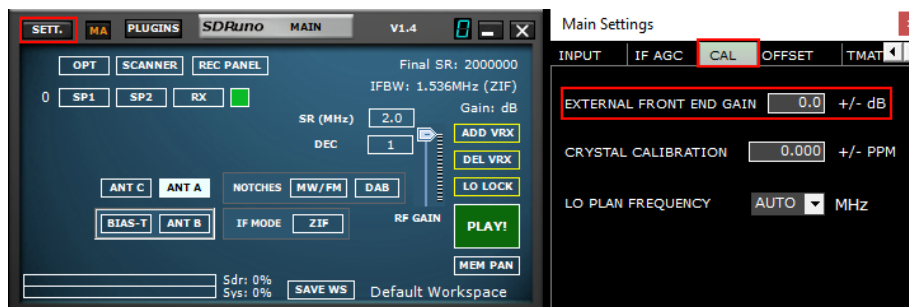 SETT. MA PLUGINS SDRuno MAIN V1.4 0
OPT SCANNER REC PANEL Final SR: 2000000
IFBW: 1.536MHz (ZIF)
0 SP1 SP2 RX Gain: dB
SR (MHz) 2.0 ADD VRX
DEC 1 DEL VRX
ANT C ANT A NOTCHES MW/FM DAB LO LOCK
BIAS-T ANT B IF MODE ZIF RF GAIN PLAY!
MEM PAN
Sdr: 0%
Sys: 0% SAVE WS Default Workspace
Main Settings
INPUT IF AGC CAL OFFSET TMAT
EXTERNAL FRONT END GAIN 0.0 +/- dB
CRYSTAL CALIBRATION 0.000 +/- PPM
LO PLAN FREQUENCY AUTO MHz